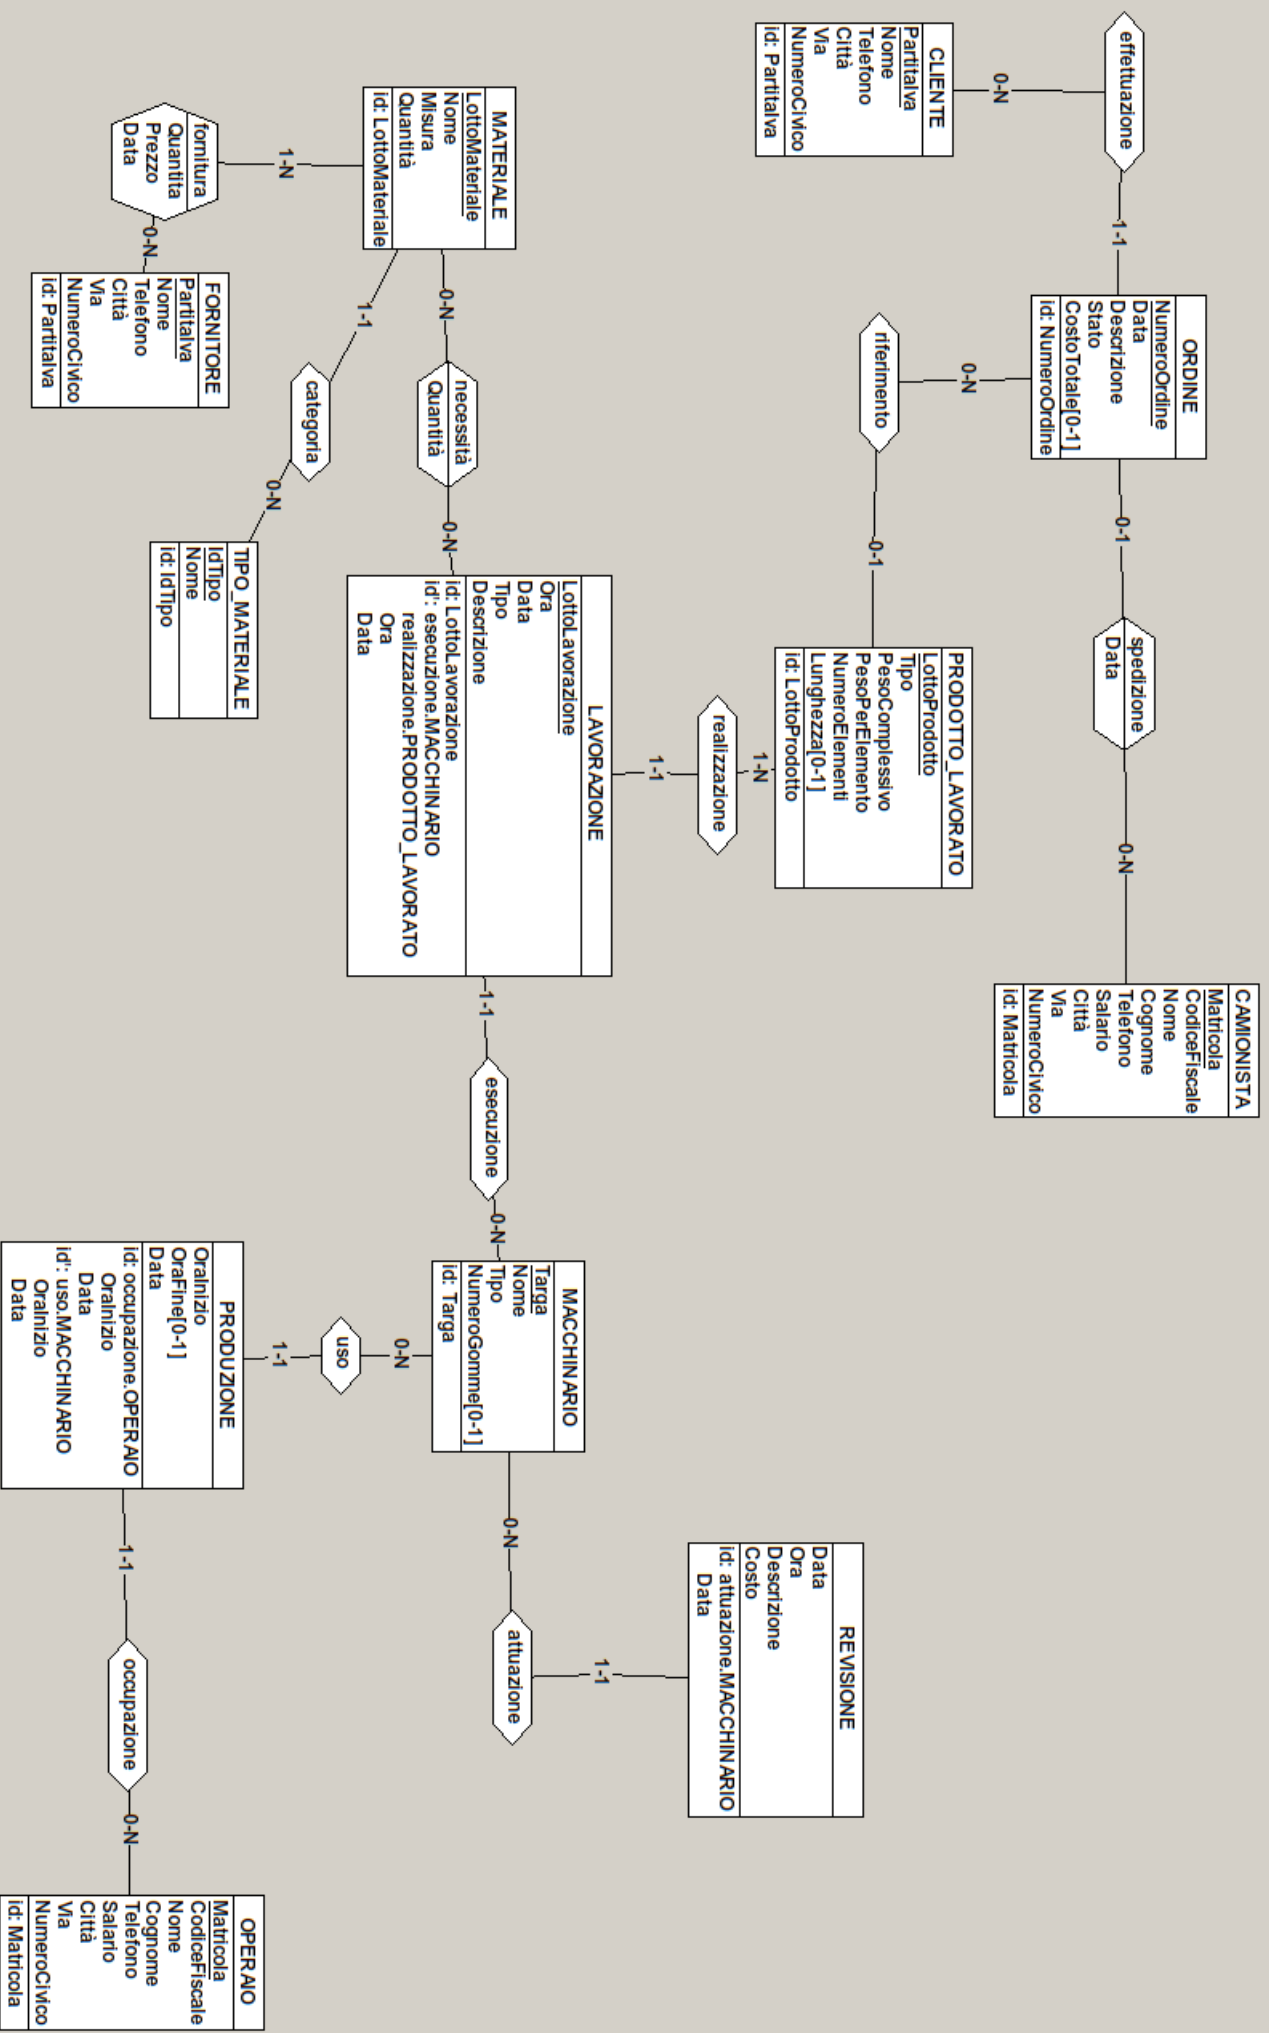 effettuazione
1-1
0-N
CLIENTE
PartitaIva
Nome
Telefono
Città
Via
NumeroCivico
id: PartitaIva
ORDINE
NumeroOrdine
Data
Descrizione
Stato
CostoTotale[0-1]
id: NumeroOrdine
0-1
spedizione
Data
0-N
CAMIONISTA
Matricola
CodiceFiscale
Nome
Cognome
Telefono
Salario
Città
Via
NumeroCivico
id: Matricola
0-N
riferimento
0-1
PRODOTTO_LAVORATO
LottoProdotto
Tipo
PesoComplessivo
PesoPerElemento
NumeroElementi
Lunghezza[0-1]
id: LottoProdotto
1-N
realizzazione
1-1
REVISIONE
Data
Ora
Descrizione
Costo
id: attuazione.MACCHINARIO
Data
1-1
attuazione
0-N
MATERIALE
LottoMateriale
Nome
Misura
Quantità
id: LottoMateriale
0-N
necessità
Quantità
0-N
LAVORAZIONE
LottoLavorazione
Ora
Data
Tipo
Descrizione
id: LottoLavorazione
id': esecuzione.MACCHINARIO
realizzazione.PRODOTTO_LAVORATO
Ora
Data
1-1
esecuzione
0-N
MACCHINARIO
Targa
Nome
Tipo
NumeroGomme[0-1]
id: Targa
1-1
categoria
0-N
TIPO_MATERIALE
IdTipo
Nome
id: IdTipo
1-N
fornitura
Quantita
Prezzo
Data
0-N
FORNITORE
PartitaIva
Nome
Telefono
Città
Via
NumeroCivico
id: PartitaIva
0-N
uso
1-1
PRODUZIONE
OraInizio
OraFine[0-1]
Data
id: occupazione.OPERAIO
OraInizio
Data
id': uso.MACCHINARIO
OraInizio
Data
1-1
occupazione
0-N
OPERAIO
Matricola
CodiceFiscale
Nome
Cognome
Telefono
Salario
Città
Via
NumeroCivico
id: Matricola